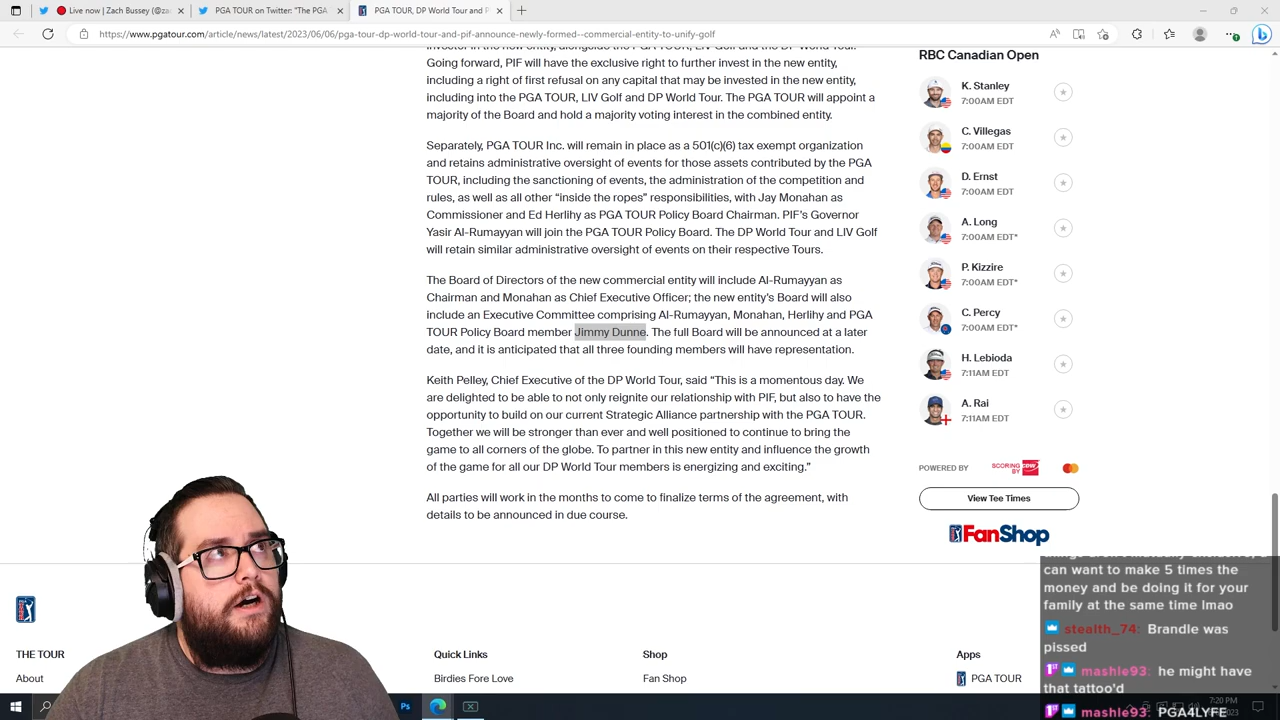 Live now | Zach Bussey (@za
PGA TOUR on Twitter: "The PGA
PGA TOUR, DP World Tour and P
https://www.pgatour.com/article/news/latest/2023/06/06/pga-tour-dp-world-tour-and-pif-announce-newly-formed--commercial-entity-to-unify-golf
investor in the new entity, alongside the PGA TOUR, LIV Golf and the DP World Tour.
Going forward, PIF will have the exclusive right to further invest in the new entity,
including a right of first refusal on any capital that may be invested in the new entity,
including into the PGA TOUR, LIV Golf and DP World Tour. The PGA TOUR will appoint a
majority of the Board and hold a majority voting interest in the combined entity.
Separately, PGA TOUR Inc. will remain in place as a 501(c)(6) tax exempt organization
and retains administrative oversight of events for those assets contributed by the PGA
TOUR, including the sanctioning of events, the administration of the competition and
rules, as well as all other “inside the ropes” responsibilities, with Jay Monahan as
Commissioner and Ed Herlihy as PGA TOUR Policy Board Chairman. PIF's Governor
Yasir Al-Rumayyan will join the PGA TOUR Policy Board. The DP World Tour and LIV Golf
will retain similar administrative oversight of events on their respective Tours.
The Board of Directors of the new commercial entity will include Al-Rumayyan as
Chairman and Monahan as Chief Executive Officer; the new entity's Board will also
include an Executive Committee comprising Al-Rumayyan, Monahan, Herlihy and PGA
TOUR Policy Board member Jimmy Dunne. The full Board will be announced at a later
date, and it is anticipated that all three founding members will have representation.
Keith Pelley, Chief Executive of the DP World Tour, said “This is a momentous day. We
are delighted to be able to not only reignite our relationship with PIF, but also to have the
opportunity to build on our current Strategic Alliance partnership with the PGA TOUR.
Together we will be stronger than ever and well positioned to continue to bring the
game to all corners of the globe. To partner in this new entity and influence the growth
of the game for all our DP World Tour members is energizing and exciting.”
All parties will work in the months to come to finalize terms of the agreement, with
details to be announced in due course.
RBC Canadian Open
K. Stanley
7:00AM EDT
C. Villegas
7:00AM EDT
D. Ernst
7:00AM EDT
A. Long
7:00AM EDT*
P. Kizzire
7:00AM EDT*
C. Percy
7:00AM EDT*
H. Lebioda
7:11AM EDT
A. Rai
7:11AM EDT
POWERED BY
SCORING BY CDW
View Tee Times
FanShop
can want to make 5 times the
money and be doing it for your
family at the same time lmao
stealth_74: Brandle was
pissed
mashle93: he might have
that tattoo'd
mashle93: PGA4LYFE
THE TOUR
About
Quick Links
Birdies Fore Love
Shop
Fan Shop
Apps
PGA TOUR
Ps
7:20 PM